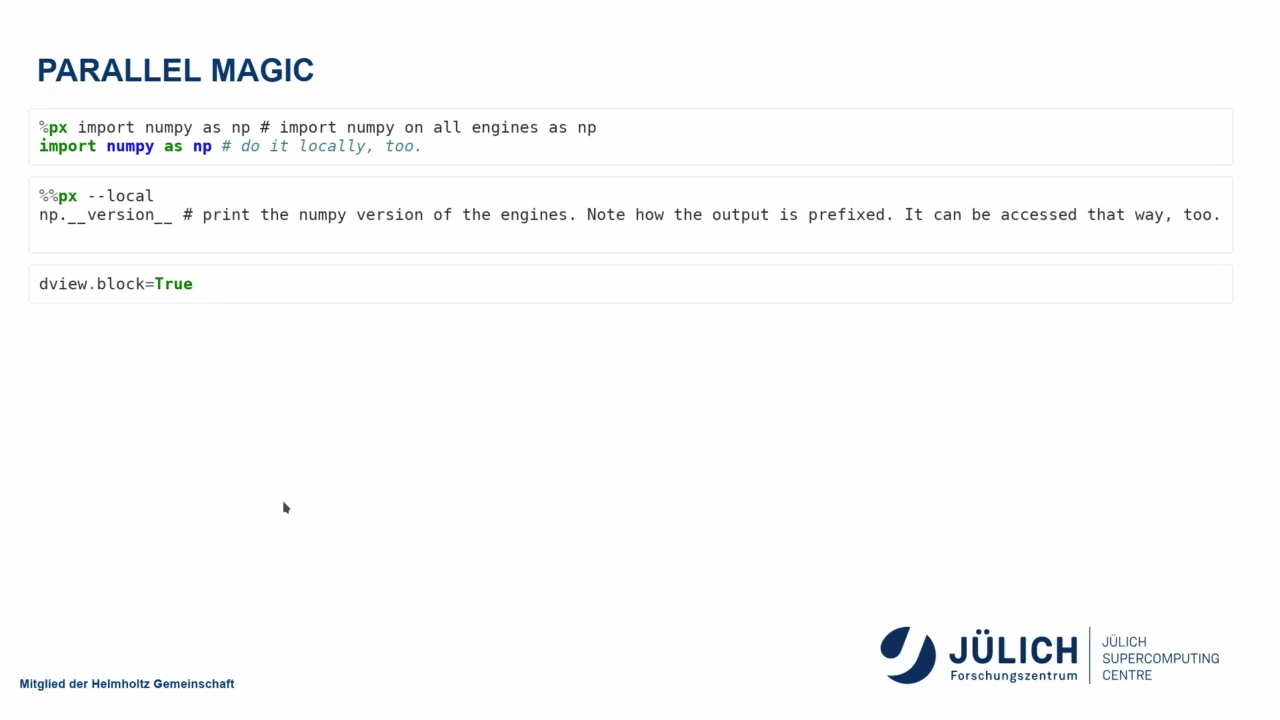 PARALLEL MAGIC
%px import numpy as np # import numpy on all engines as np
import numpy as np # do it locally, too.
%%px --local
np.__version__ # print the numpy version of the engines. Note how the output is prefixed. It can be accessed that way, too.
dview.block=True
JÜLICH
Forschungszentrum
JÜLICH
SUPERCOMPUTING
CENTRE
Mitglied der Helmholtz Gemeinschaft